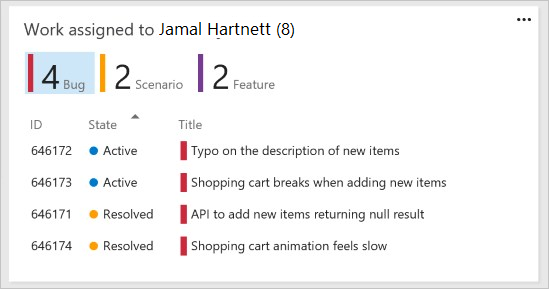 Work assigned to Jamal Hartnett (8)
4 Bug 2 Scenario 2 Feature
ID State Title
646172 Active Typo on the description of new items
646173 Active Shopping cart breaks when adding new items
646171 Resolved API to add new items returning null result
646174 Resolved Shopping cart animation feels slow